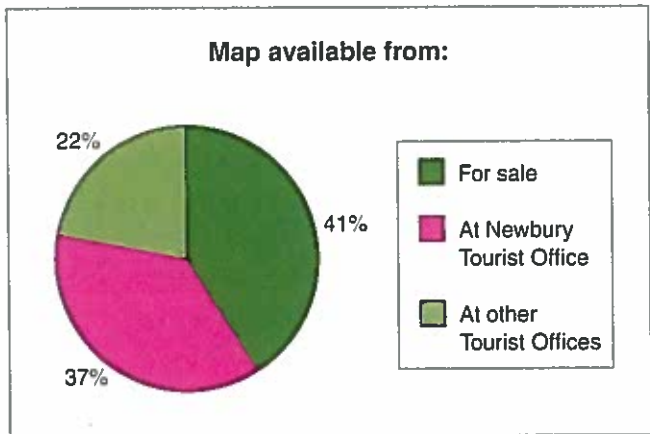 Map available from:
22%
41%
37%
For sale
At Newbury
Tourist Office
At other
Tourist Offices